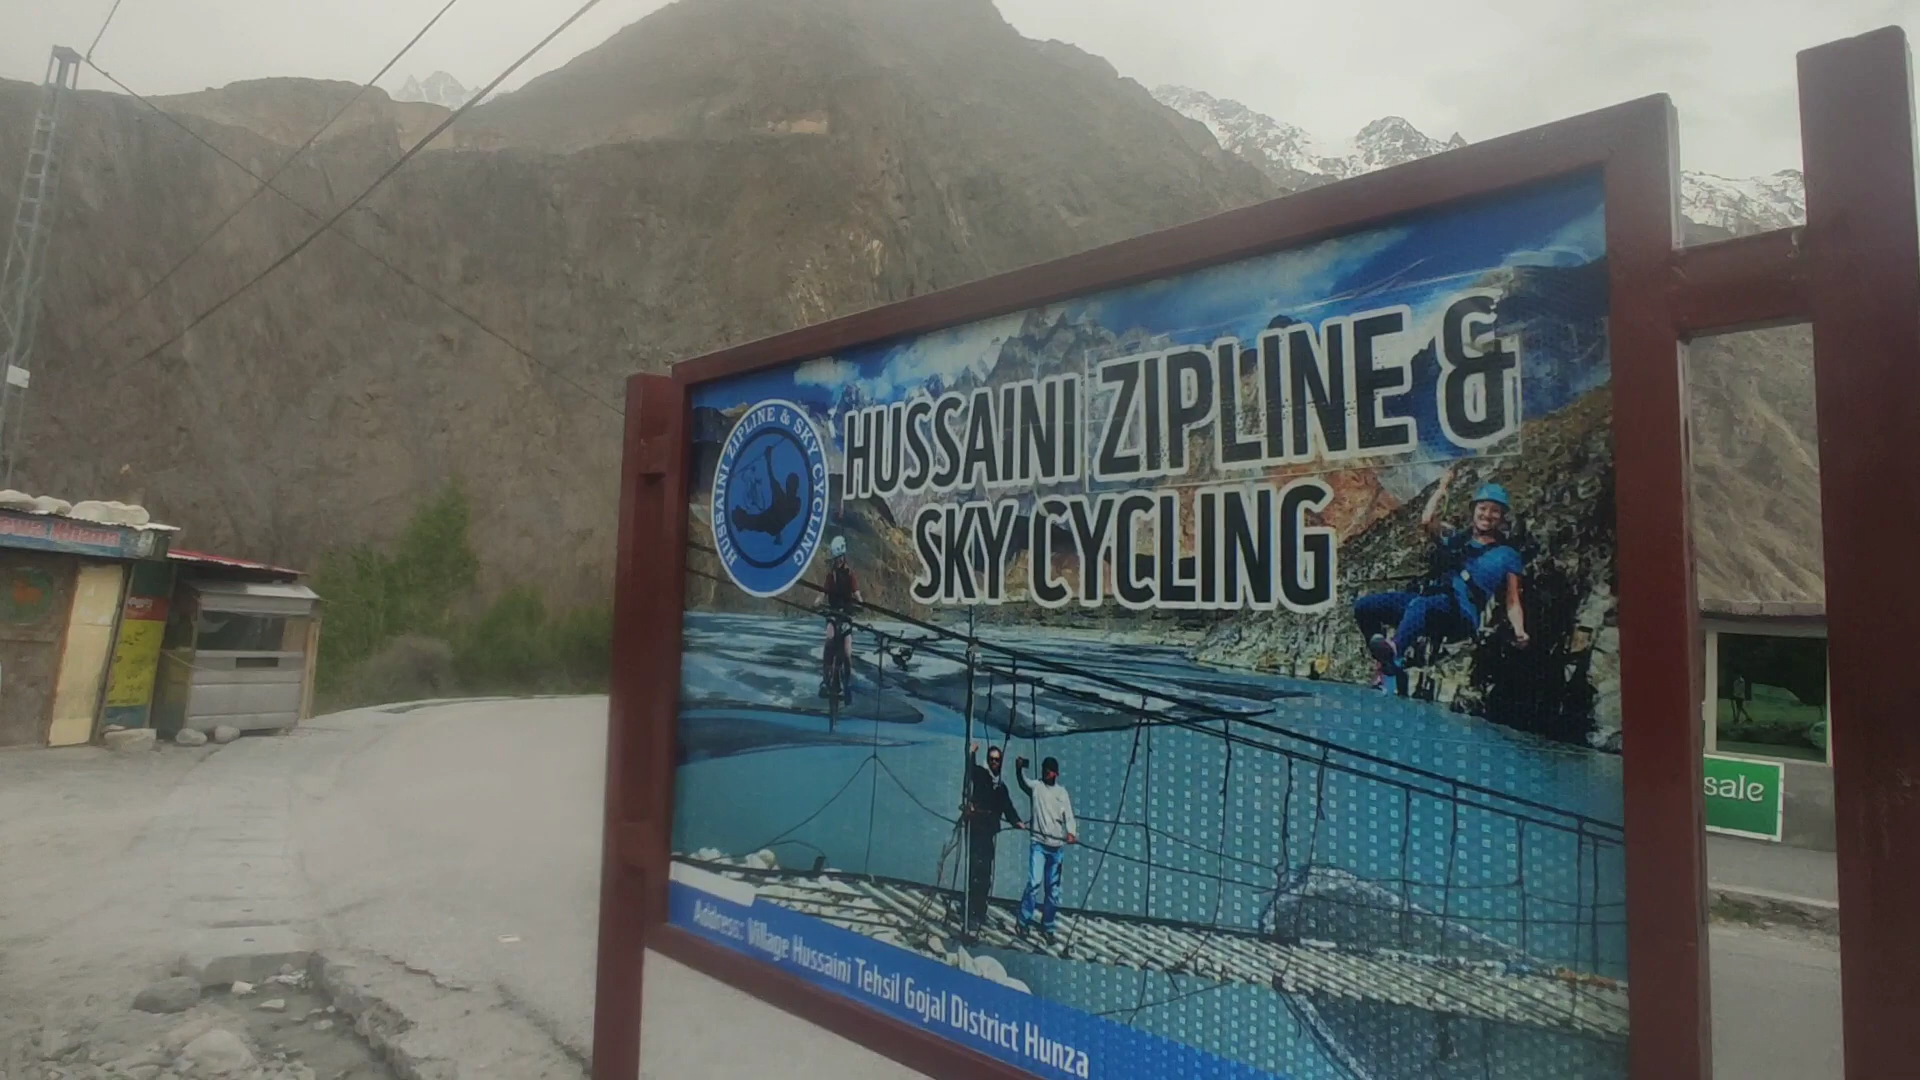 HUSSAINI ZIPLINE & SKY CYCLING
HUSSAINI ZIPLINE &
SKY CYCLING
Address: Village Hussaini Tehsil Gojal District Hunza
sale